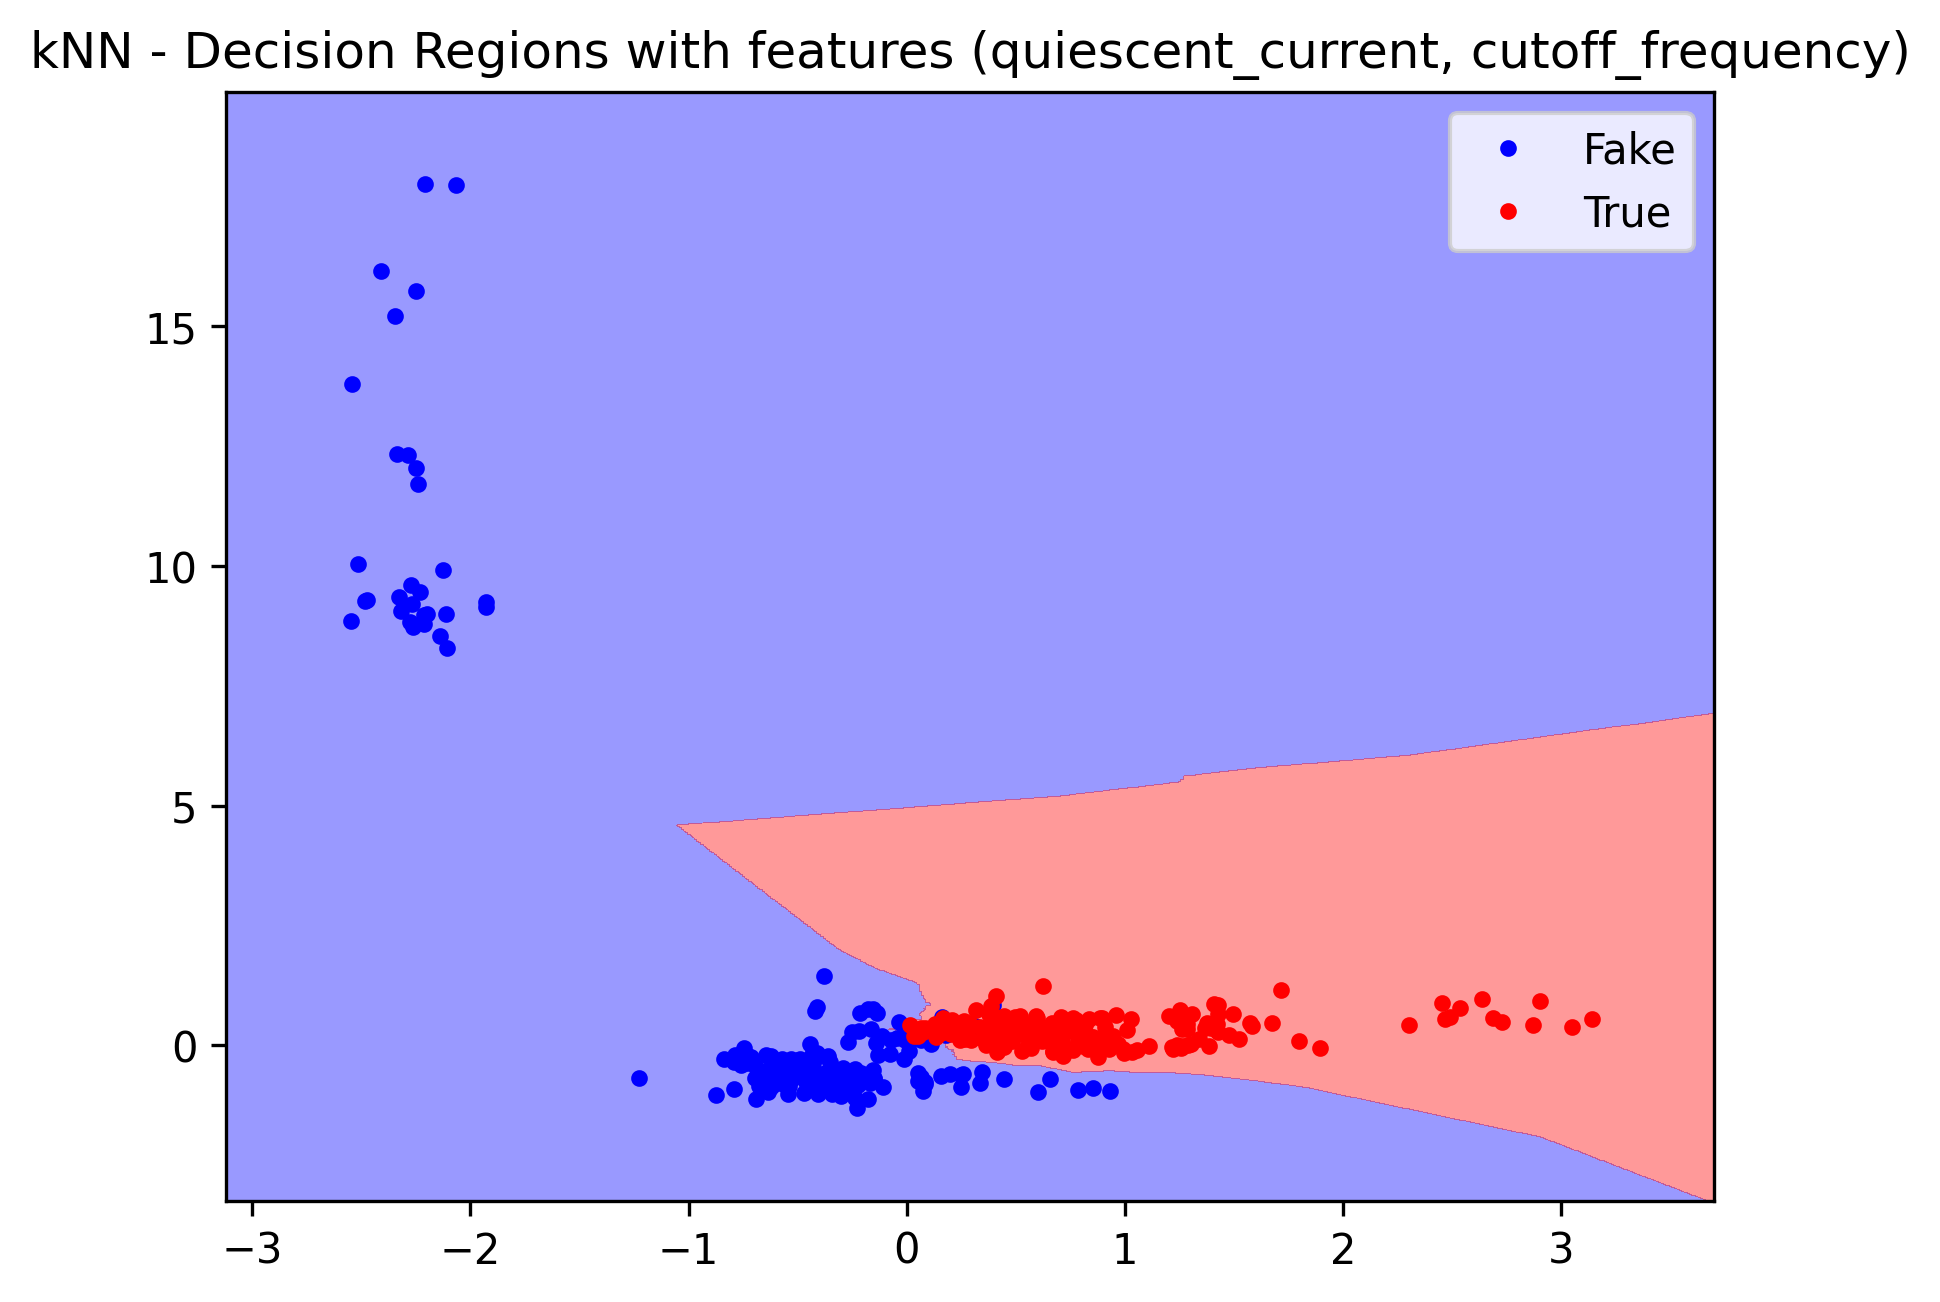 kNN - Decision Regions with features (quiescent_current, cutoff_frequency)
Fake
True
15
10
5
0
−3 −2 −1 0 1 2 3